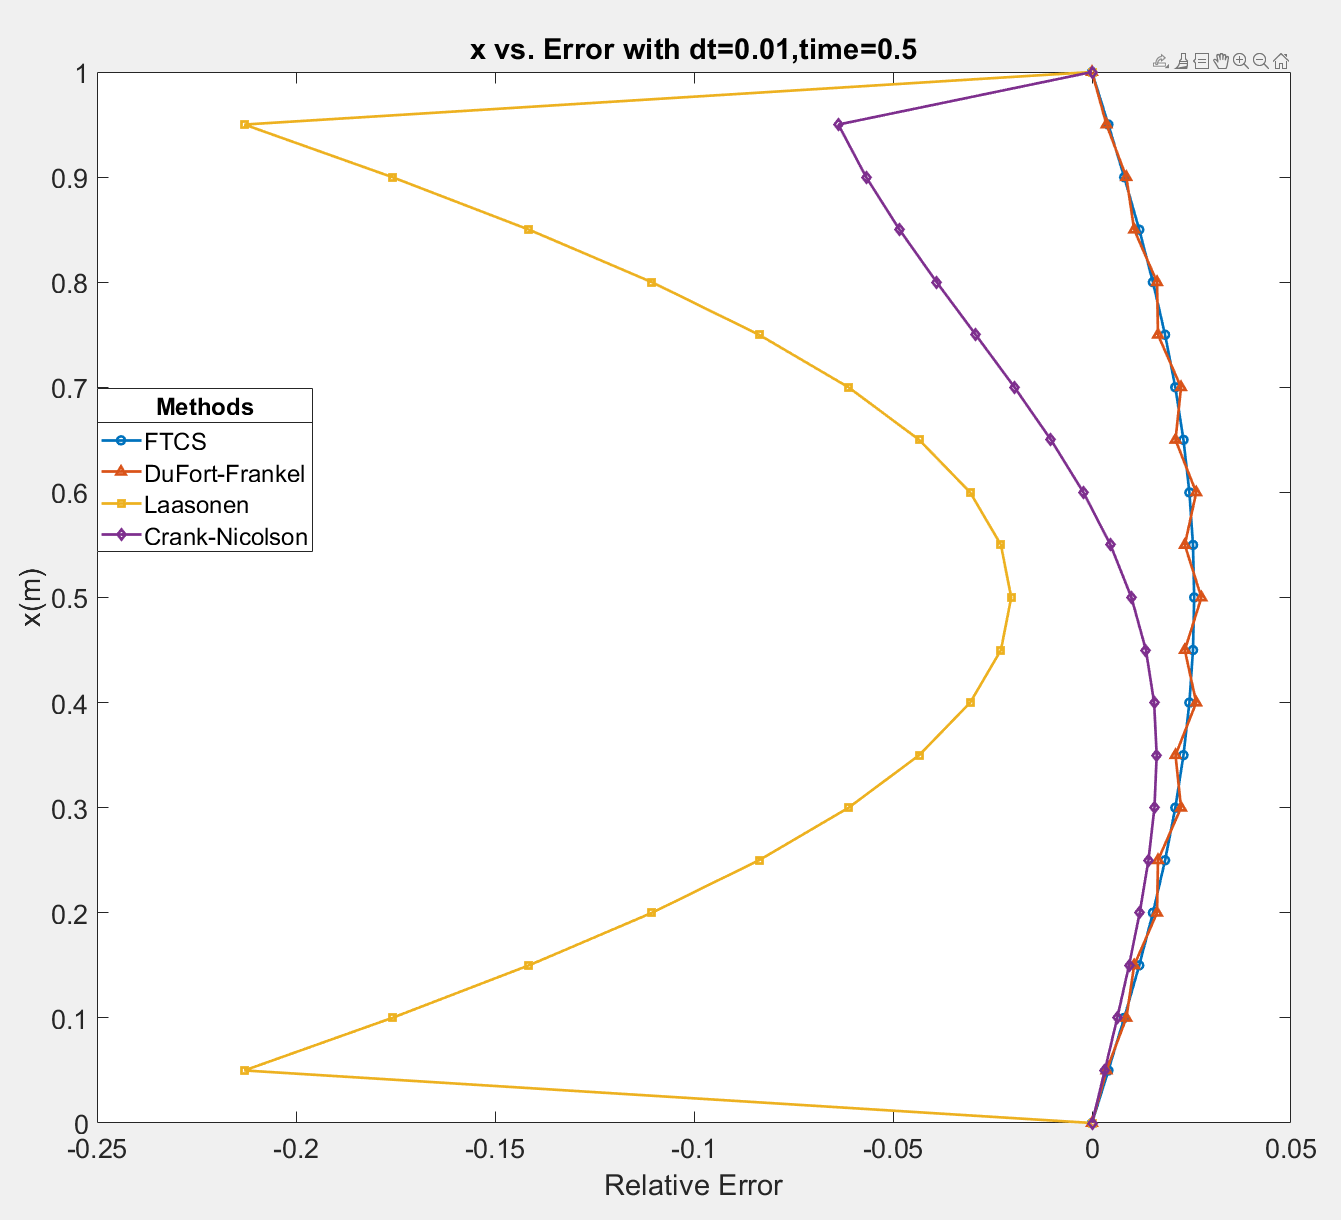 x vs. Error with dt=0.01,time=0.5
1
0.9
0.8
0.7
0.6
0.5
0.4
0.3
0.2
0.1
0
x(m)
Methods
FTCS
DuFort-Frankel
Laasonen
Crank-Nicolson
-0.25 -0.2 -0.15 -0.1 -0.05 0 0.05
Relative Error